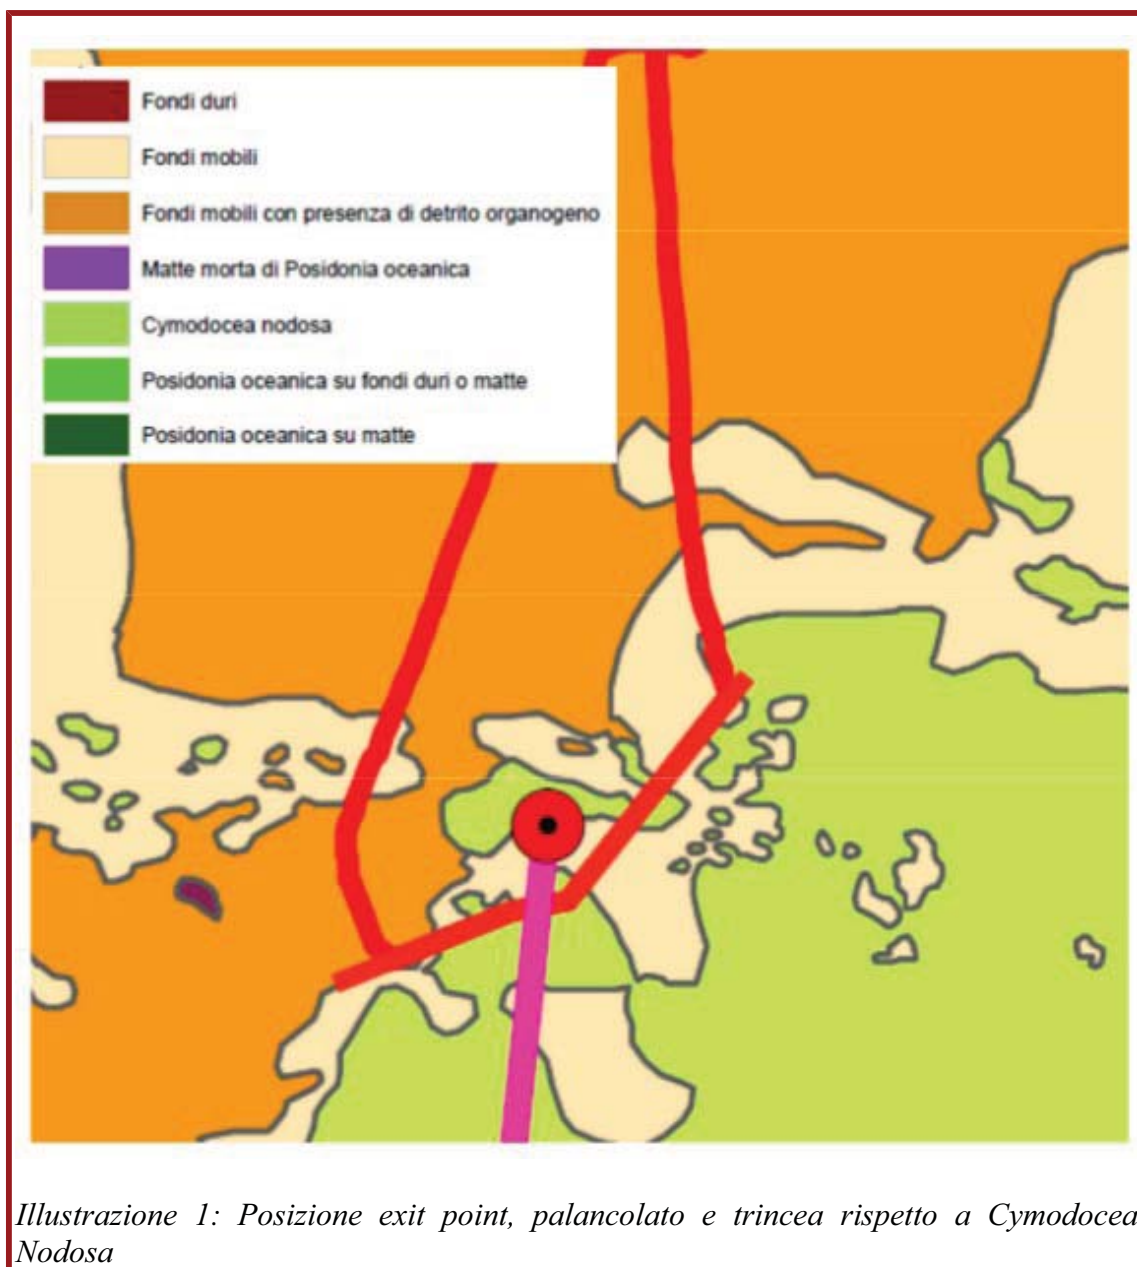 Fondi duri
Fondi mobili
Fondi mobili con presenza di detrito organogeno
Matte morta di Posidonia oceanica
Cymodocea nodosa
Posidonia oceanica su fondi duri o matte
Posidonia oceanica su matte
Illustrazione 1: Posizione exit point, palancolato e trincea rispetto a Cymodocea
Nodosa